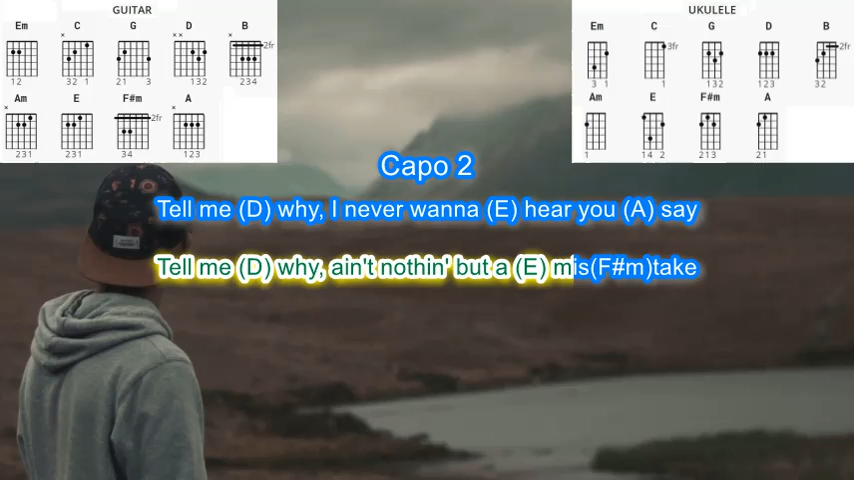 GUITAR
UKULELE
Em C G D B
× ×× ×
2fr
12 32 1 21 3 132 234
Am E F#m A
× ×
2fr
231 231 34 123
Em C G D B
3fr 2fr
3 1 1 132 123 32
Am E F#m A
1 14 2 213 21
Capo 2
Tell me (D) why, I never wanna (E) hear you (A) say
Tell me (D) why, ain't nothin' but a (E) mis(F#m)take